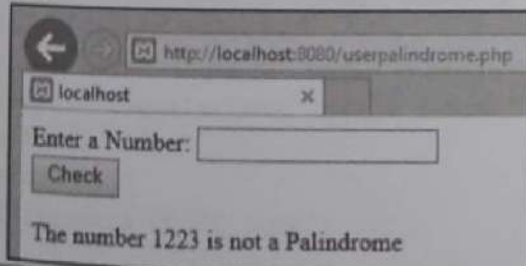 http://localhost:8080/userpalindrome.php
localhost
Enter a Number:
Check
The number 1223 is not a Palindrome